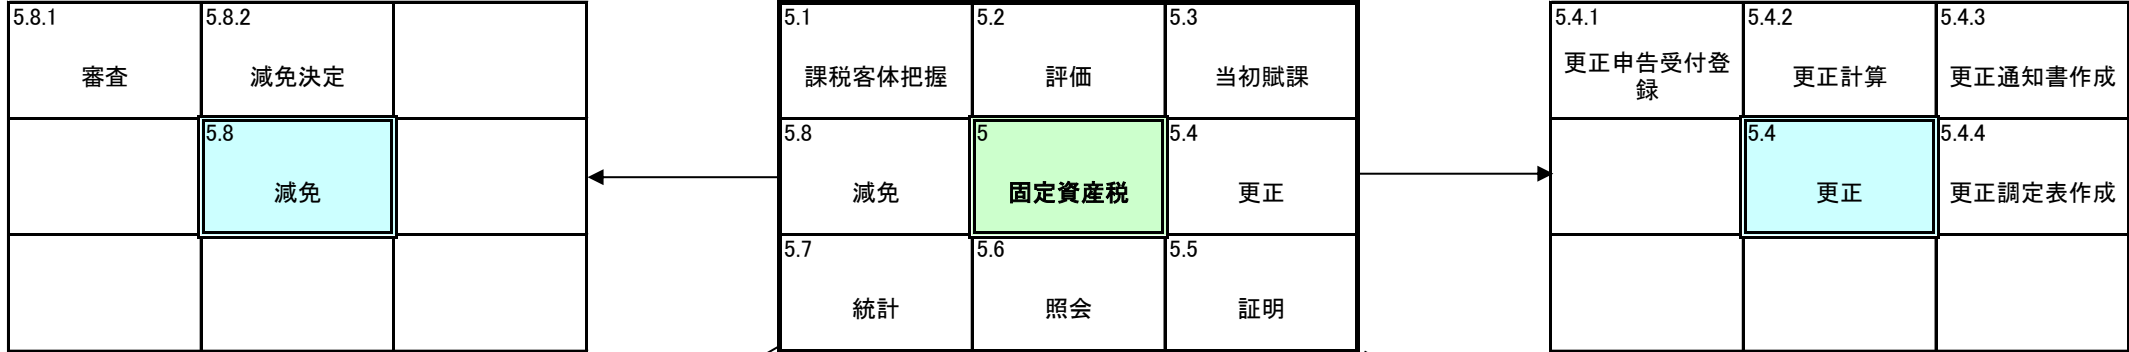 5.8.1
審査
5.8.2
減免決定
5.8
減免
5.1
課税客体把握
5.2
評価
5.3
当初賦課
5.8
減免
5
固定資産税
5.4
更正
5.7
統計
5.6
照会
5.5
証明
5.4.1
更正申告受付登
録
5.4.2
更正計算
5.4.3
更正通知書作成
5.4
更正
5.4.4
更正調定表作成